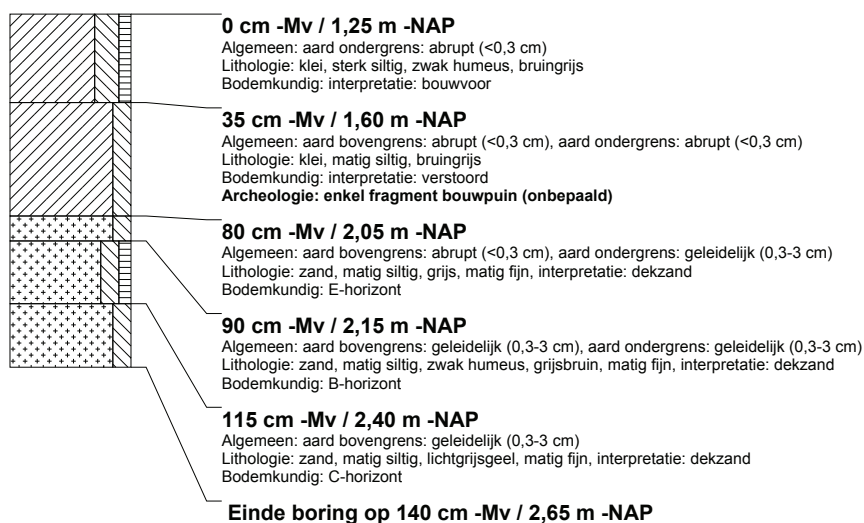 0 cm -Mv / 1,25 m -NAP
Algemeen: aard ondergrens: abrupt (<0,3 cm)
Lithologie: klei, sterk siltig, zwak humeus, bruingrijs
Bodemkundig: interpretatie: bouwvoor
35 cm -Mv / 1,60 m -NAP
Algemeen: aard bovengrens: abrupt (<0,3 cm), aard ondergrens: abrupt (<0,3 cm)
Lithologie: klei, matig siltig, bruingrijs
Bodemkundig: interpretatie: verstoord
Archeologie: enkel fragment bouwpuin (onbepaald)
80 cm -Mv / 2,05 m -NAP
Algemeen: aard bovengrens: abrupt (<0,3 cm), aard ondergrens: geleidelijk (0,3-3 cm)
Lithologie: zand, matig siltig, grijs, matig fijn, interpretatie: dekzand
Bodemkundig: E-horizont
90 cm -Mv / 2,15 m -NAP
Algemeen: aard bovengrens: geleidelijk (0,3-3 cm), aard ondergrens: geleidelijk (0,3-3 cm)
Lithologie: zand, matig siltig, zwak humeus, grijsbruin, matig fijn, interpretatie: dekzand
Bodemkundig: B-horizont
115 cm -Mv / 2,40 m -NAP
Algemeen: aard bovengrens: geleidelijk (0,3-3 cm)
Lithologie: zand, matig siltig, lichtgrijsgeel, matig fijn, interpretatie: dekzand
Bodemkundig: C-horizont
Einde boring op 140 cm -Mv / 2,65 m -NAP